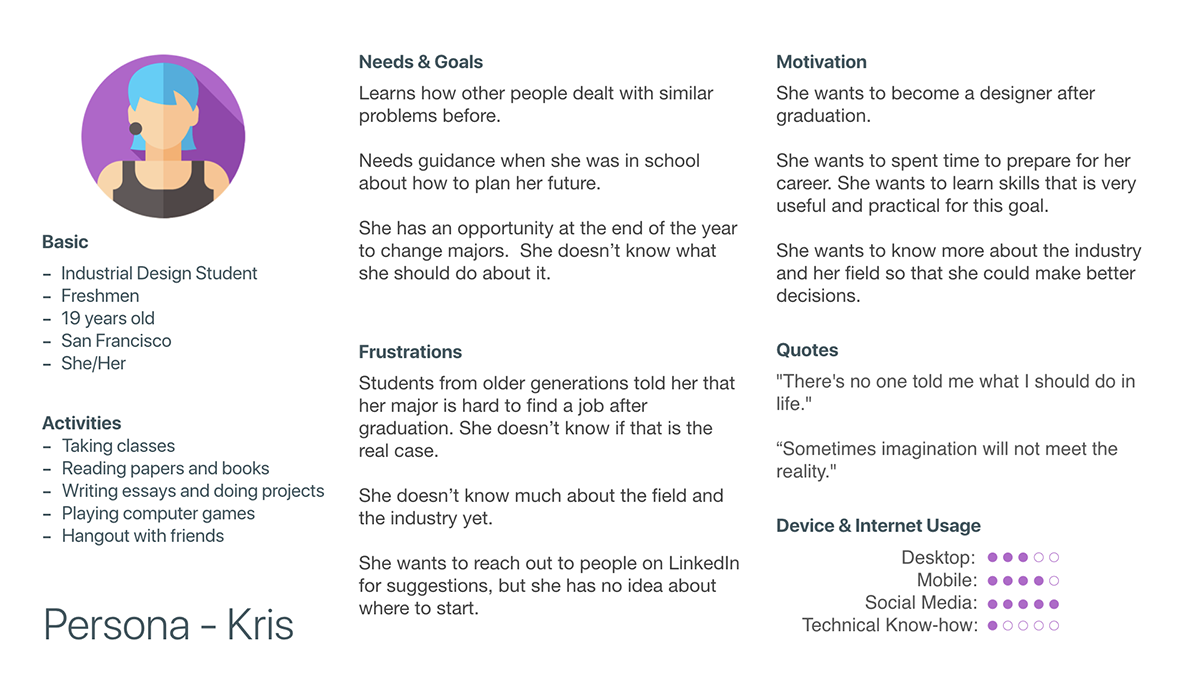 Basic
– Industrial Design Student
– Freshmen
– 19 years old
– San Francisco
– She/Her
Activities
– Taking classes
– Reading papers and books
– Writing essays and doing projects
– Playing computer games
– Hangout with friends
Persona - Kris
Needs & Goals
Learns how other people dealt with similar
problems before.
Needs guidance when she was in school
about how to plan her future.
She has an opportunity at the end of the year
to change majors.  She doesn’t know what
she should do about it.
Frustrations
Students from older generations told her that
her major is hard to find a job after
graduation. She doesn’t know if that is the
real case.
She doesn’t know much about the field and
the industry yet.
She wants to reach out to people on LinkedIn
for suggestions, but she has no idea about
where to start.
Motivation
She wants to become a designer after
graduation.
She wants to spent time to prepare for her
career. She wants to learn skills that is very
useful and practical for this goal.
She wants to know more about the industry
and her field so that she could make better
decisions.
Quotes
"There's no one told me what I should do in
life."
“Sometimes imagination will not meet the
reality."
Device & Internet Usage
Desktop:
Mobile:
Social Media:
Technical Know-how: